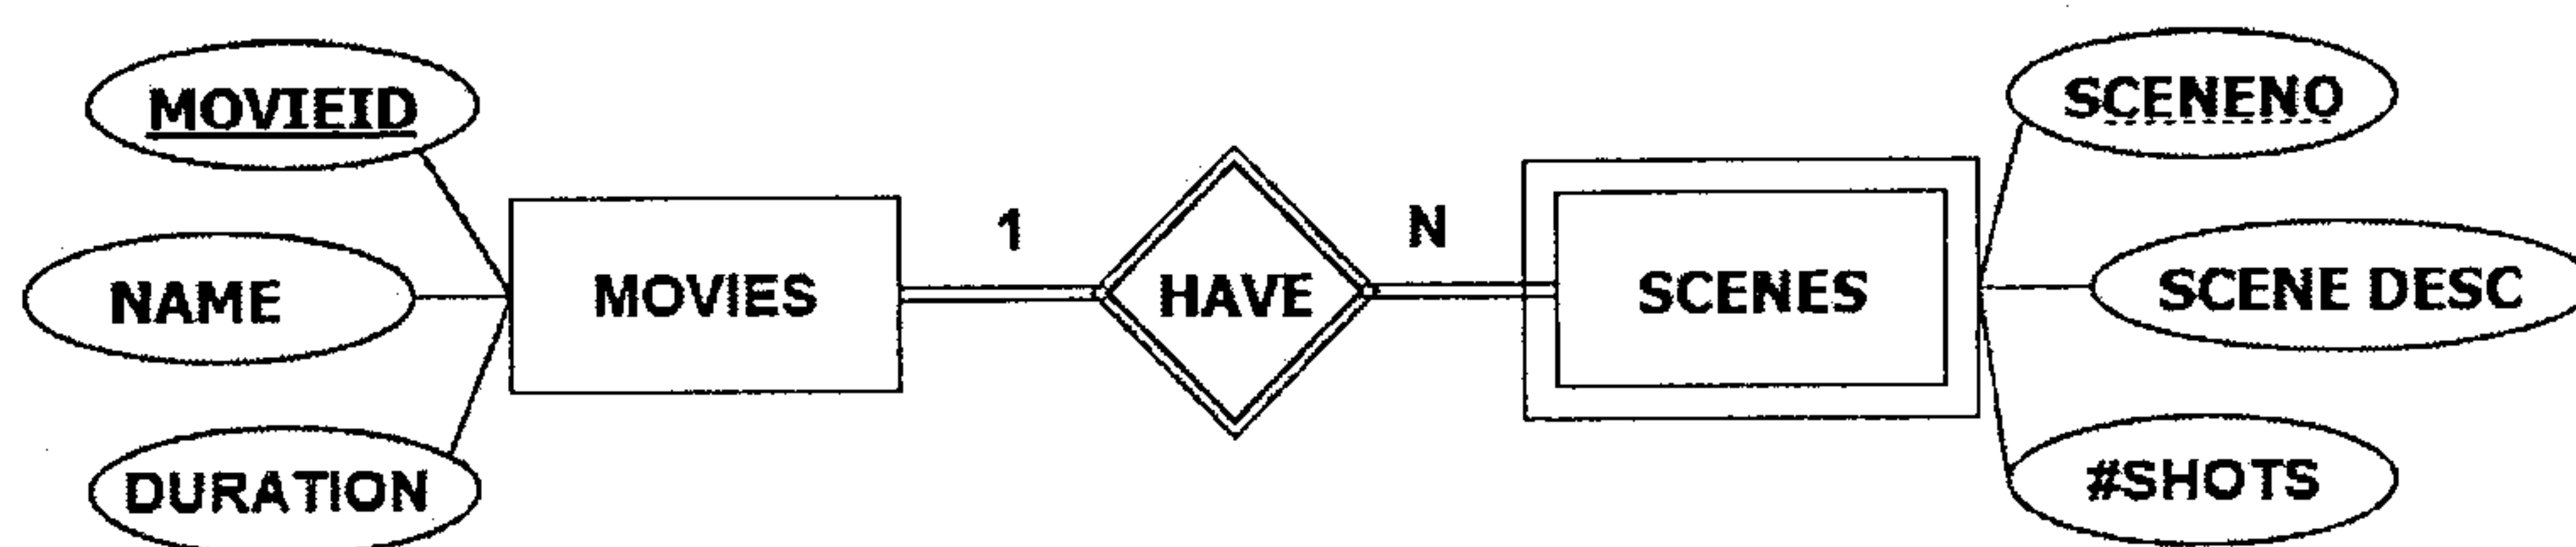 MOVIEID
NAME
DURATION
MOVIES
1
HAVE
N
SCENES
SCENENO
SCENE DESC
#SHOTS